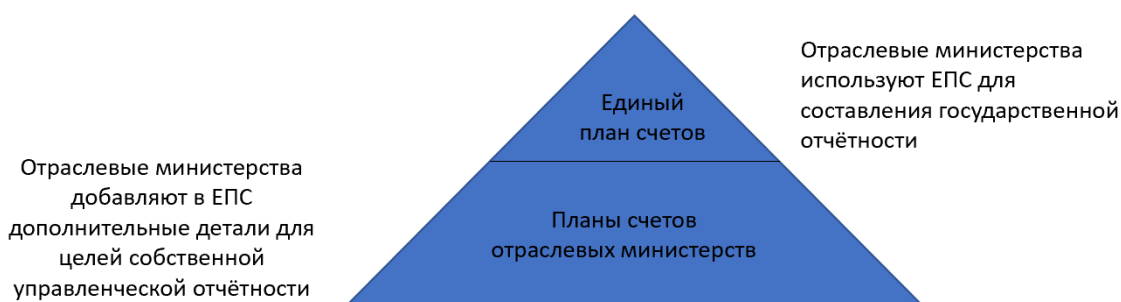 Отраслевые министерства
используют ЕПС для
составления государственной
отчётности
Единый
план счетов
Отраслевые министерства
добавляют в ЕПС
дополнительные детали для
целей собственной
управленческой отчётности
Планы счетов
отраслевых министерств